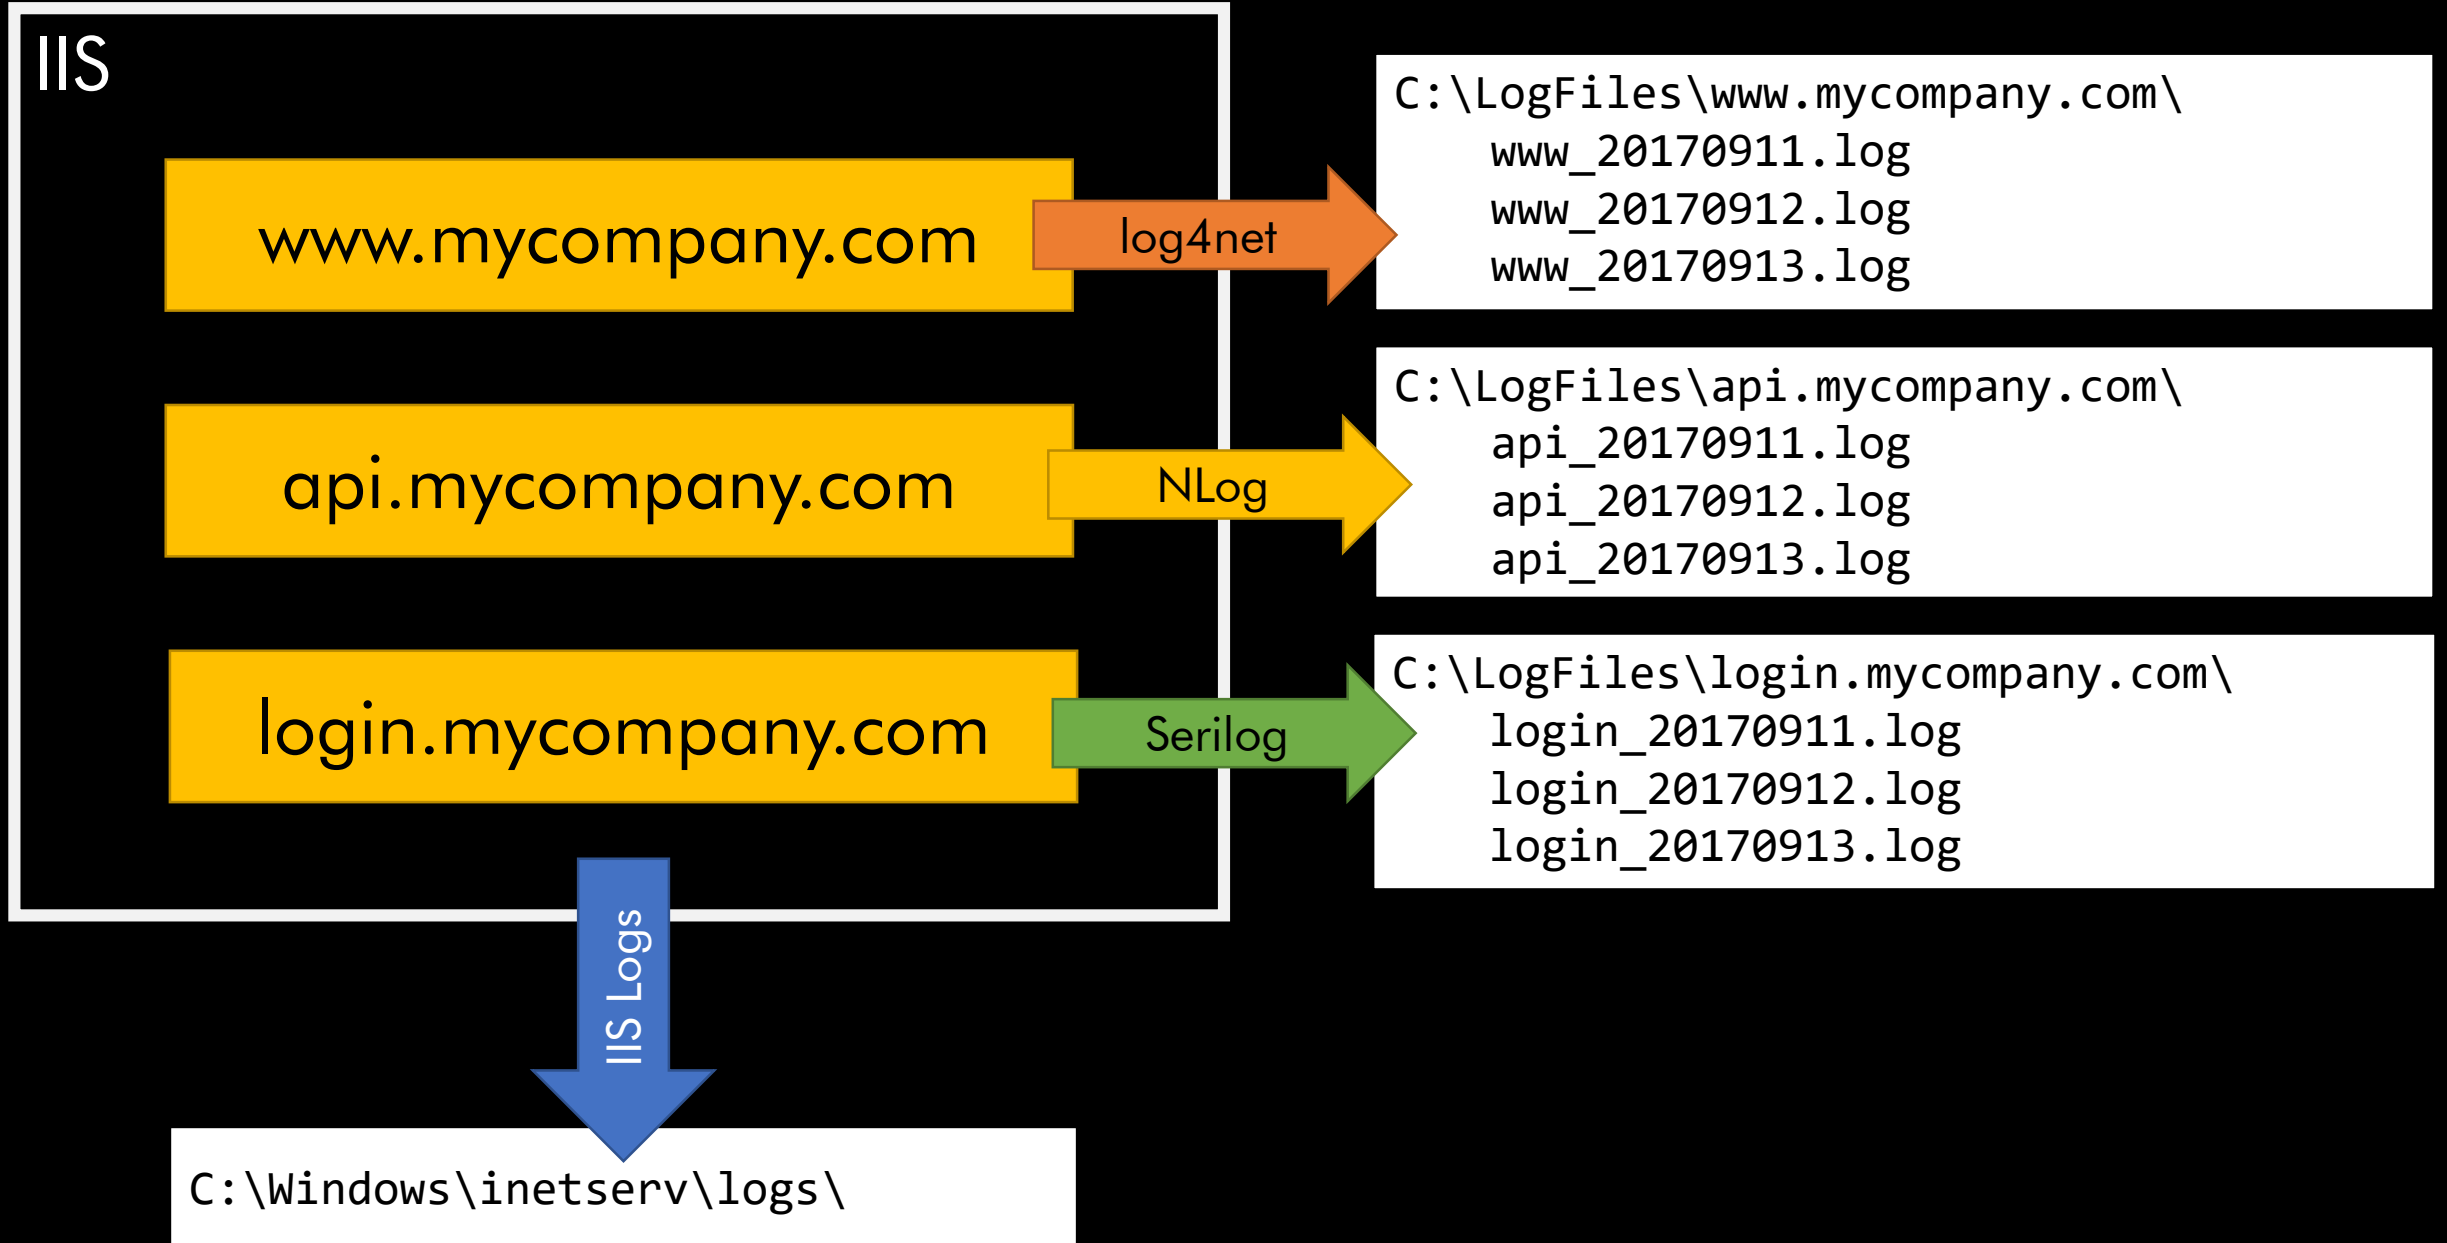 IIS
www.mycompany.com
log4net
C:\LogFiles\www.mycompany.com\
www_20170911.log
www_20170912.log
www_20170913.log
api.mycompany.com
NLog
C:\LogFiles\api.mycompany.com\
api_20170911.log
api_20170912.log
api_20170913.log
login.mycompany.com
Serilog
C:\LogFiles\login.mycompany.com\
login_20170911.log
login_20170912.log
login_20170913.log
IIS Logs
C:\Windows\inetserv\logs\